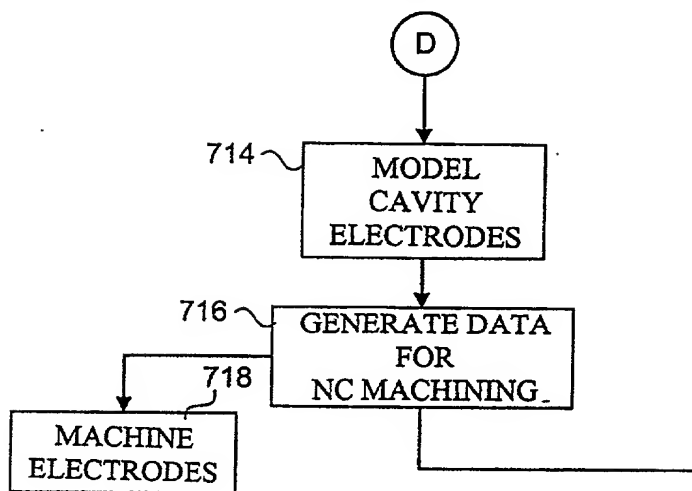 D
714
MODEL
CAVITY
ELECTRODES
716
GENERATE DATA
FOR
NC MACHINING
718
MACHINE
ELECTRODES